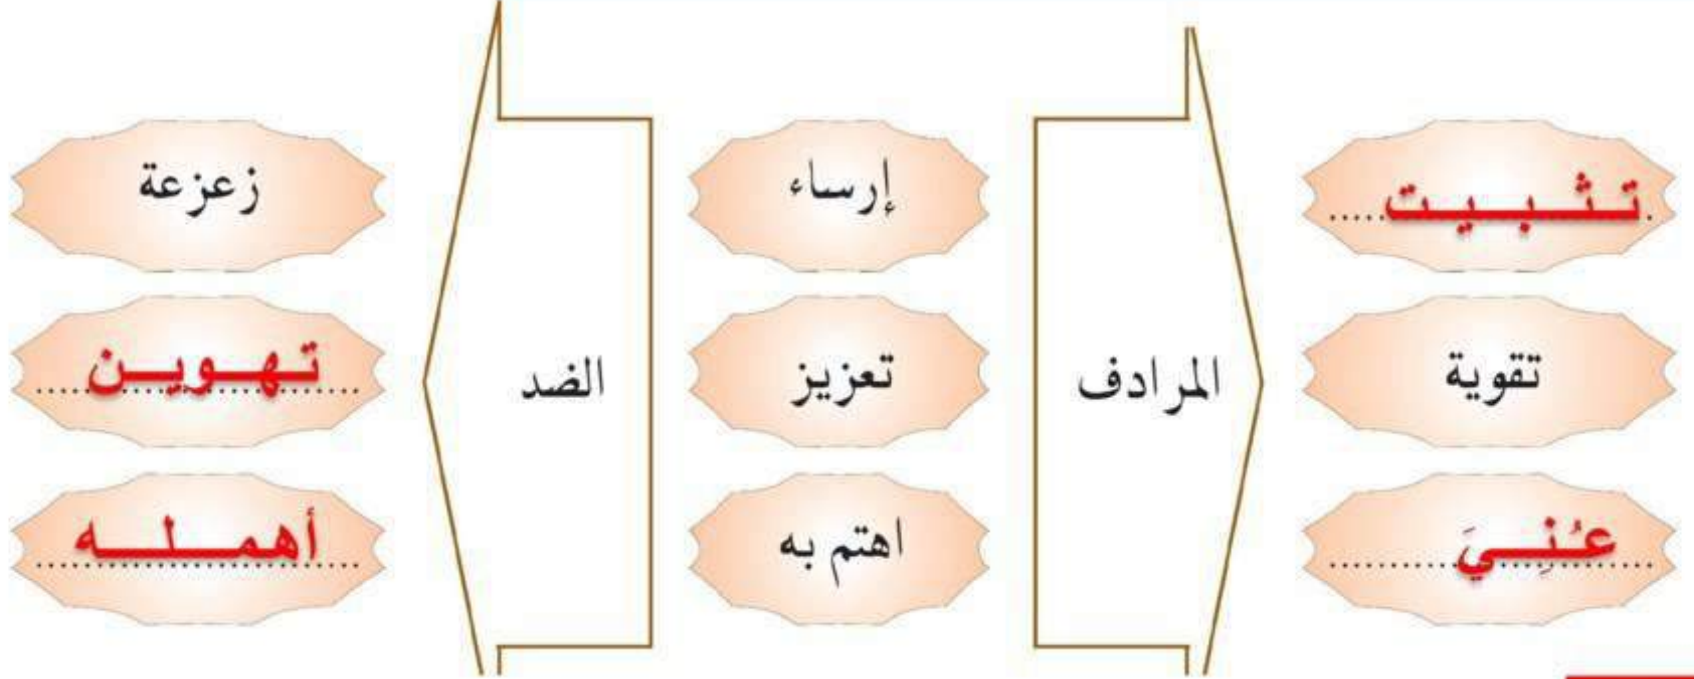 تثبيت
إرساء
زعزعة
تقوية
المرادف
تعزيز
الضد
تهوين
عُنِيَ
اهتم به
أهمله